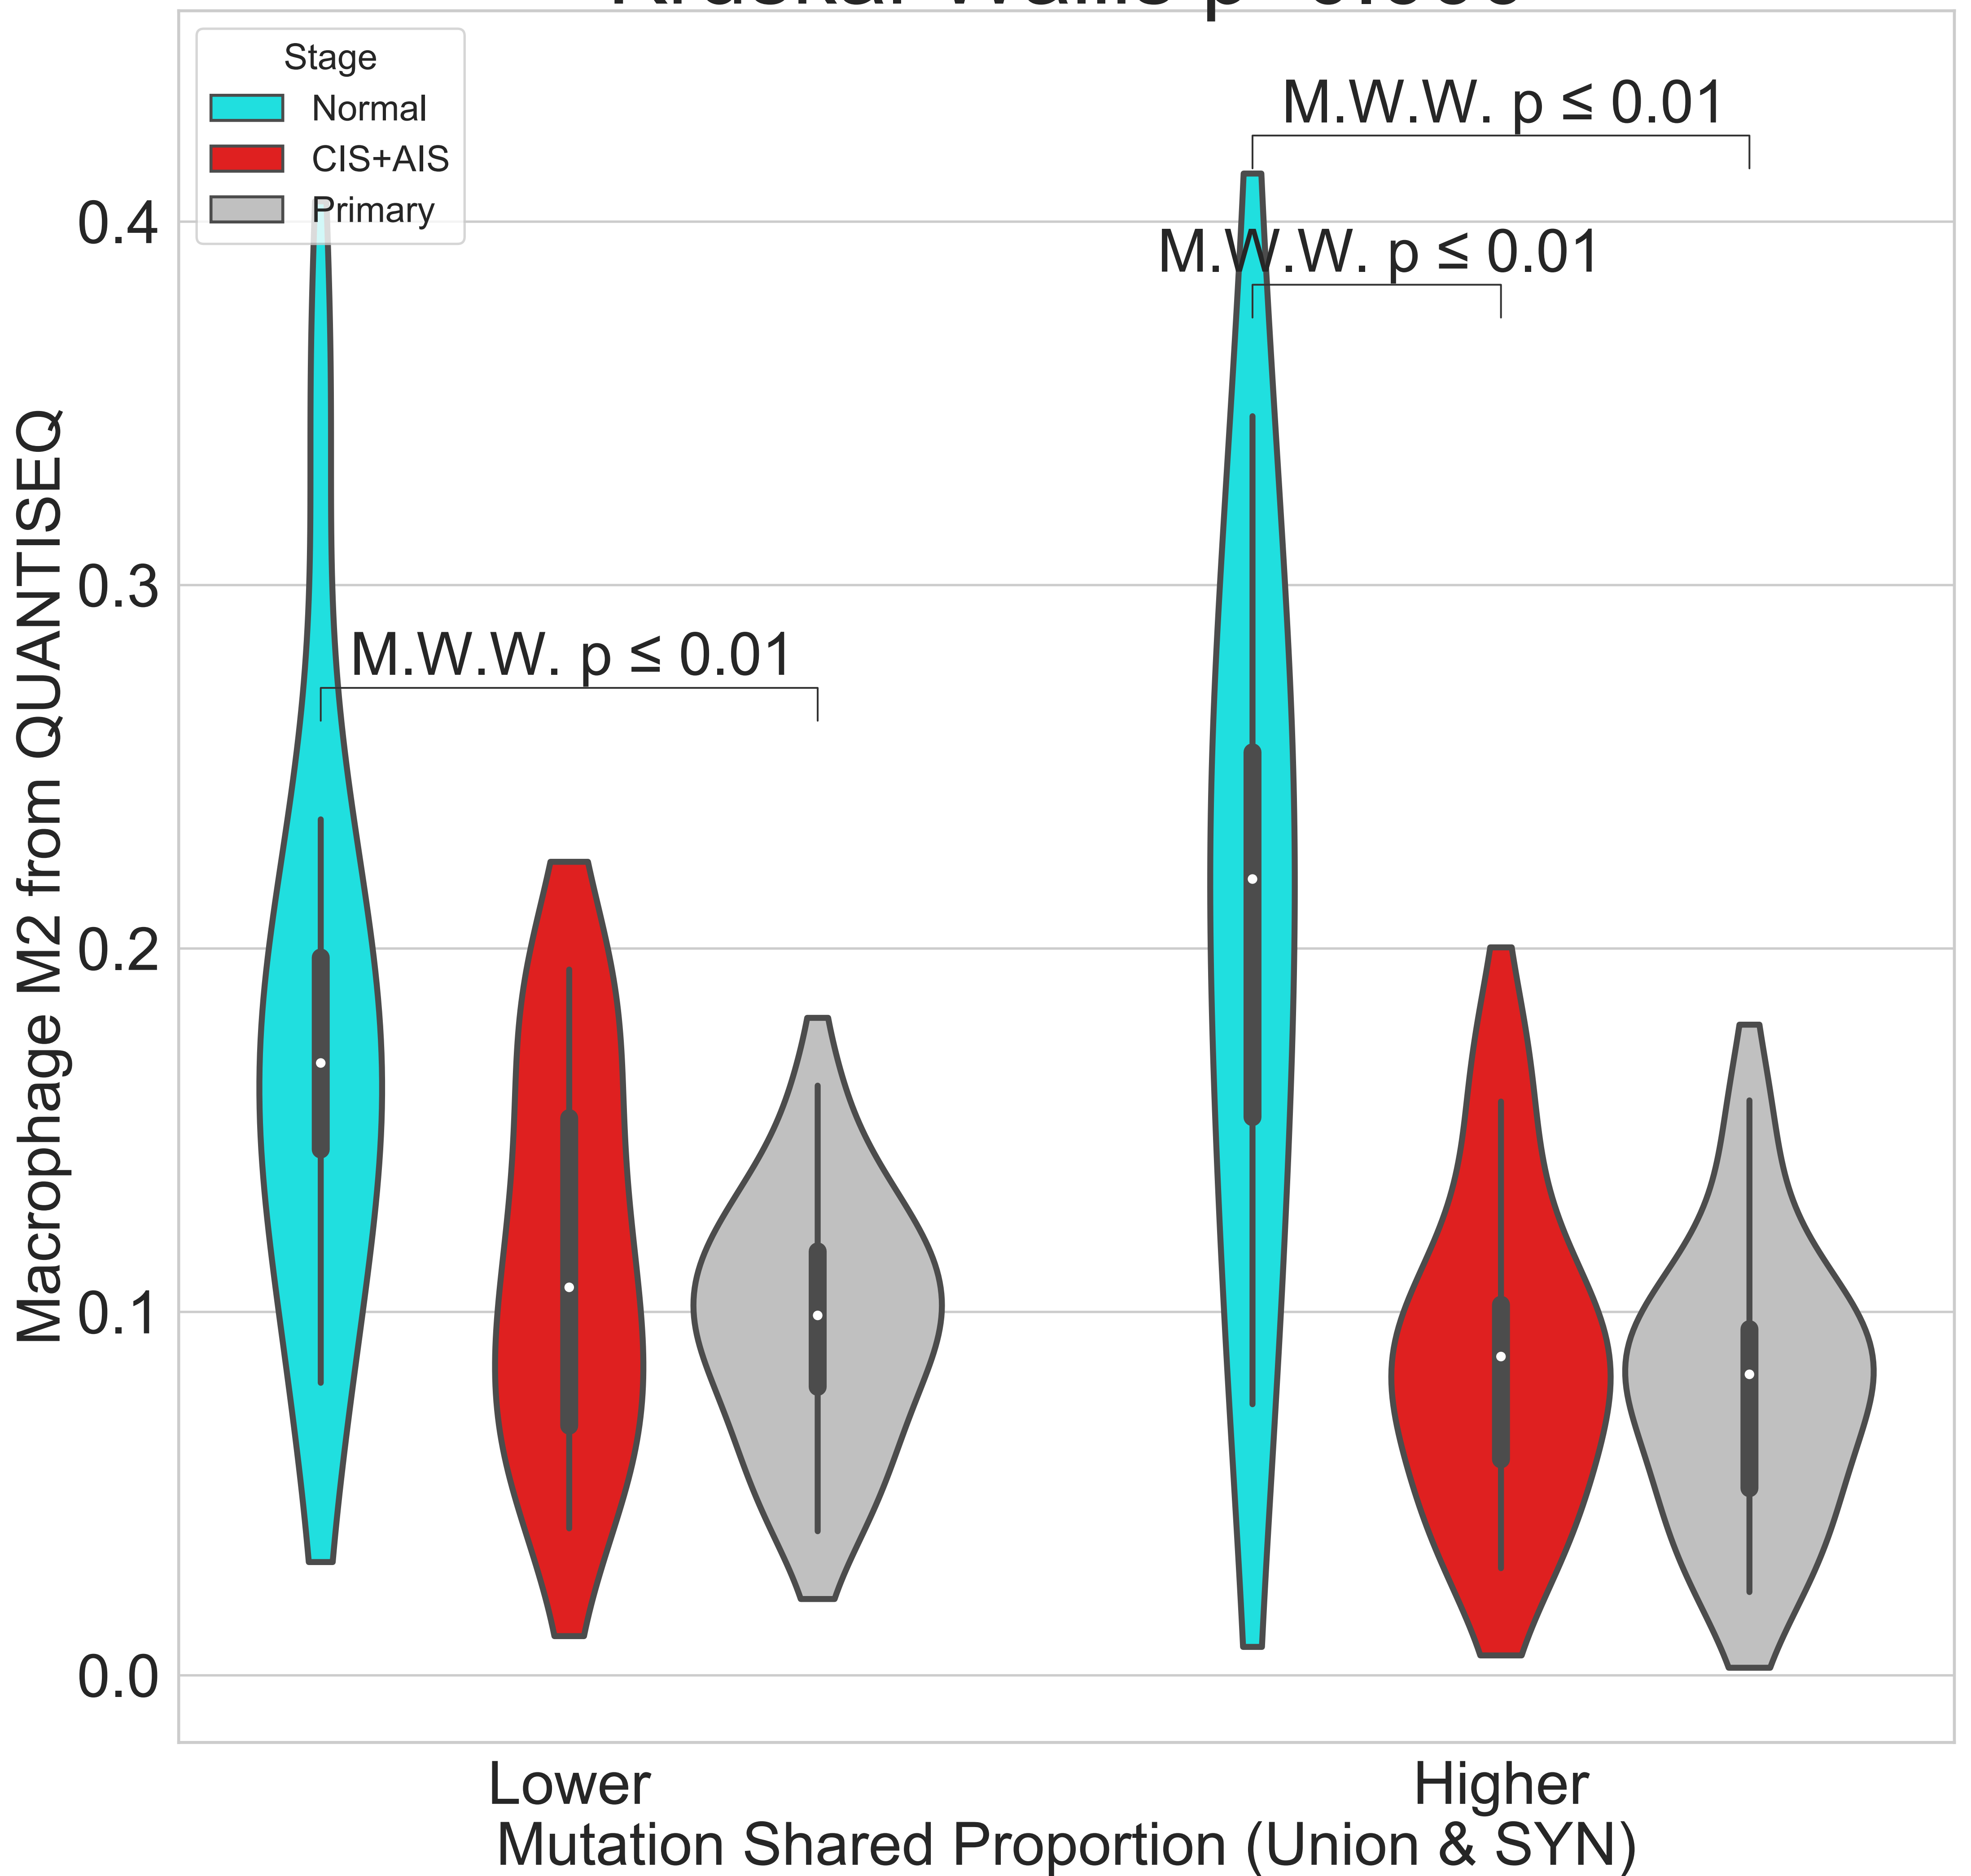 Stage
Normal
CIS+AIS
Primary
M.W.W. p ≤ 0.01
M.W.W. p ≤ 0.01
M.W.W. p ≤ 0.01
0.4
0.3
0.2
0.1
0.0
Macrophage M2 from QUANTISEQ
Lower
Higher
Mutation Shared Proportion (Union & SYN)